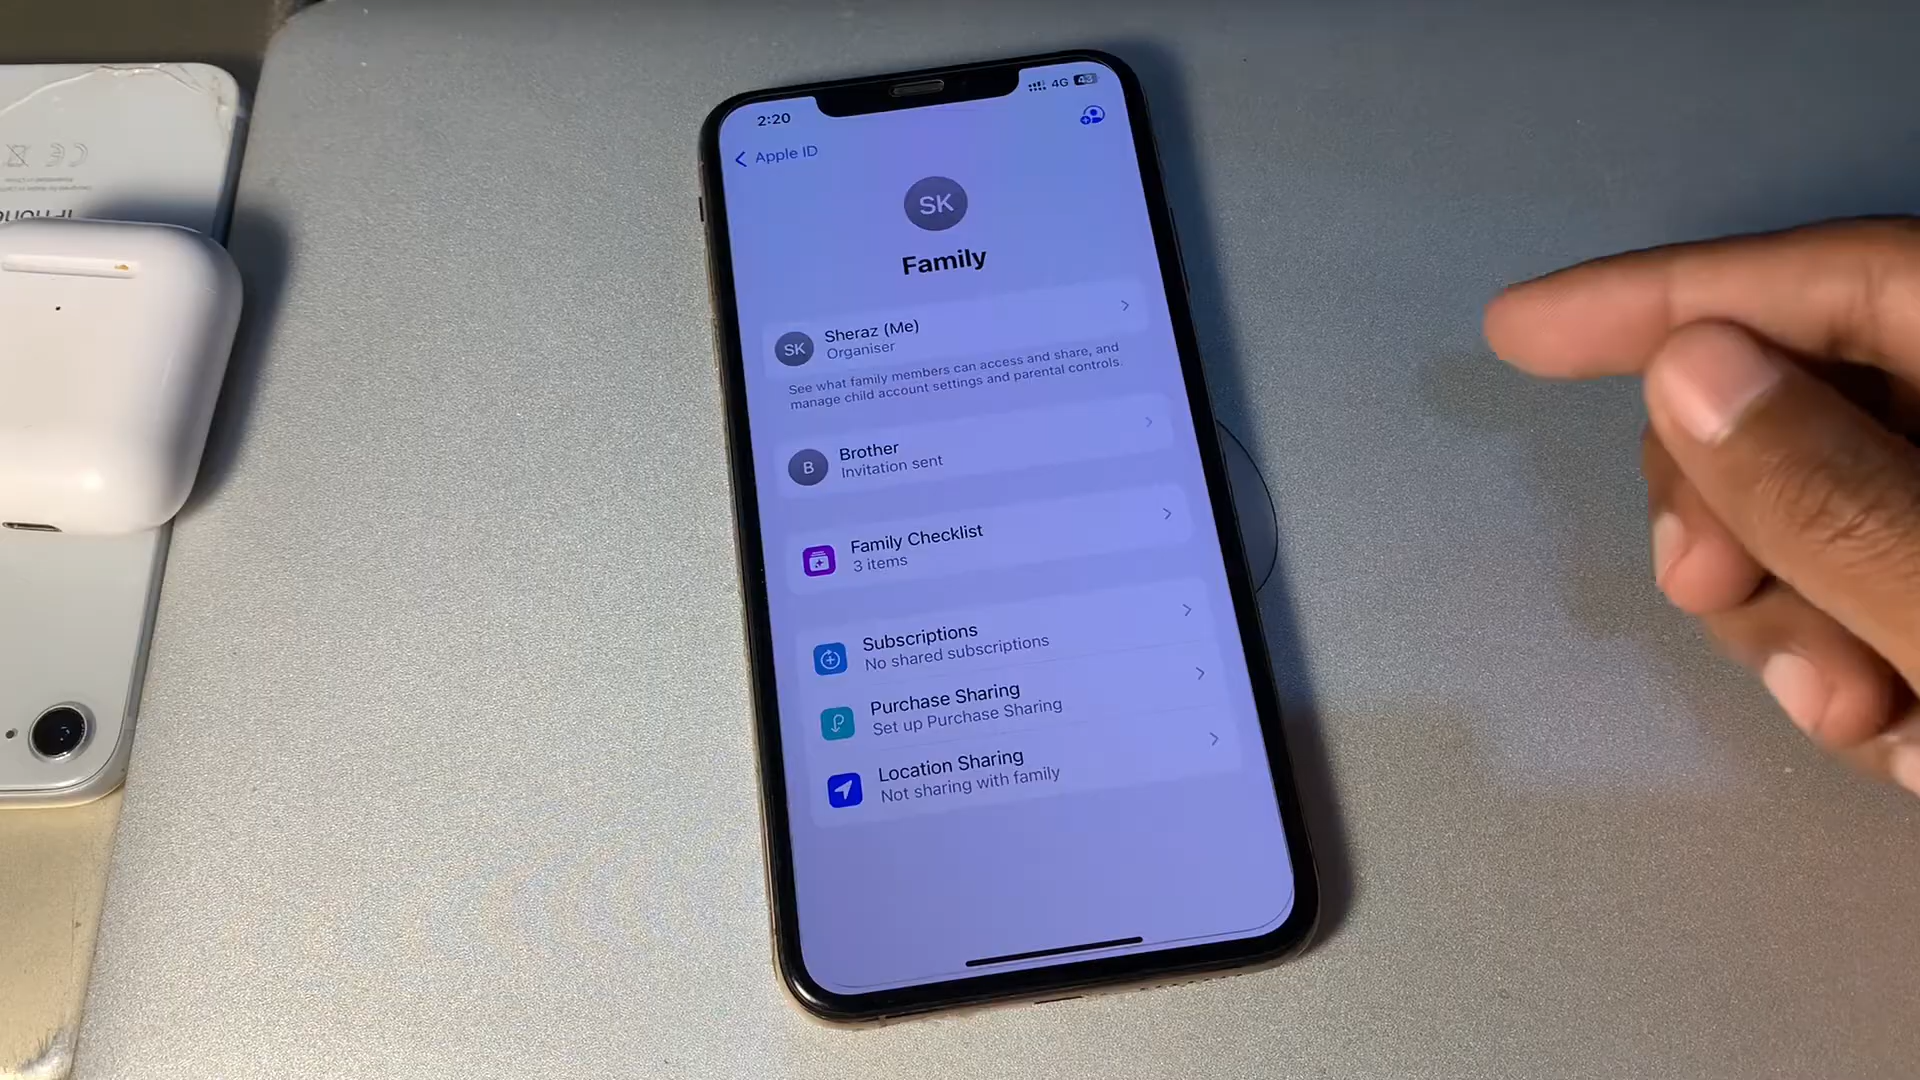 2:20
4G 43
Apple ID
SK
Family
SK
Sheraz (Me)
Organiser
See what family members can access and share, and
manage child account settings and parental controls.
B
Brother
Invitation sent
Family Checklist
3 items
Subscriptions
No shared subscriptions
Purchase Sharing
Set up Purchase Sharing
Location Sharing
Not sharing with family
iPhone